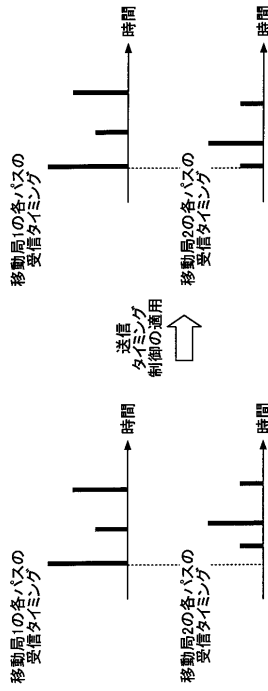 移動局1の各パスの
受信タイミング
時間
移動局2の各パスの
受信タイミング
時間
送信
タイミング
制御の適用
移動局1の各パスの
受信タイミング
時間
移動局2の各パスの
受信タイミング
時間